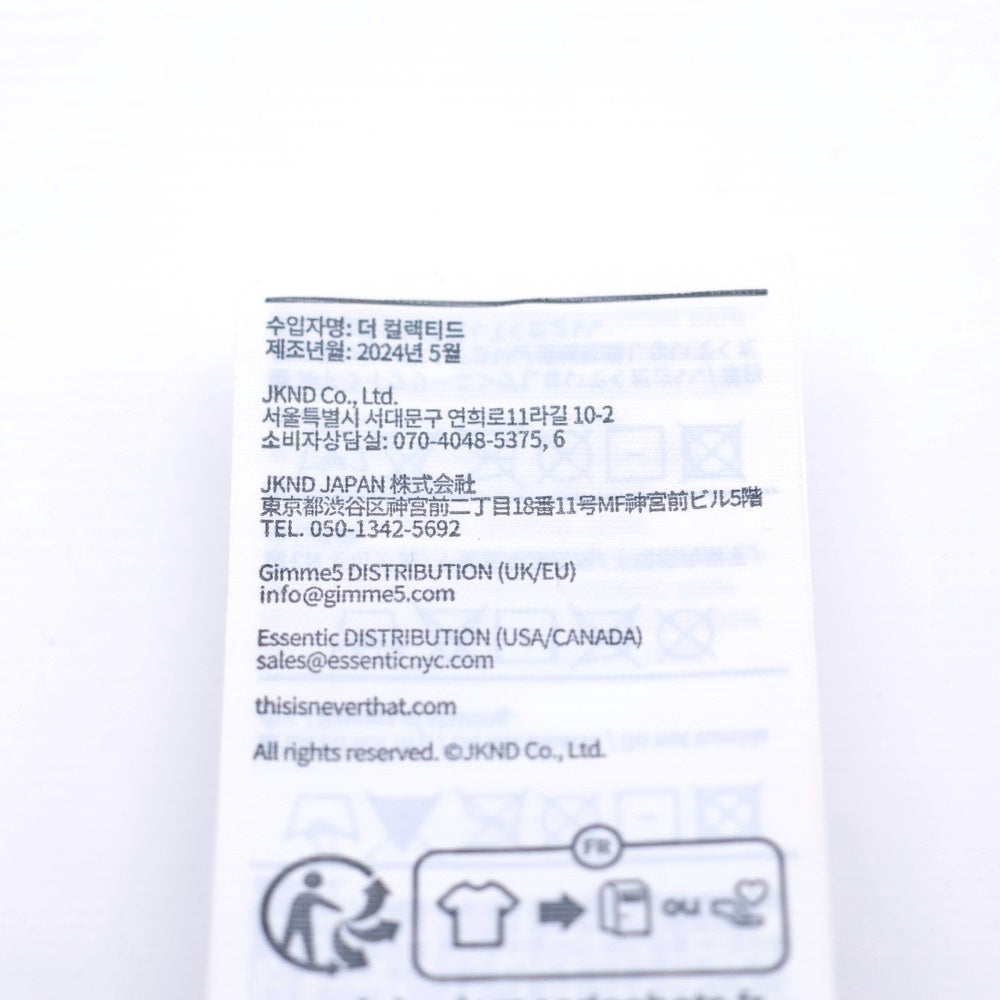 수입자명: 더 컬렉티드
제조년월: 2024년 5월
JKND Co., Ltd.
서울특별시 서대문구 연희로11라길 10-2
소비자상담실: 070-4048-5375, 6
JKND JAPAN 株式会社
東京都渋谷区神宮前二丁目18番11号MF神宮前ビル5階
TEL. 050-1342-5692
Gimme5 DISTRIBUTION (UK/EU)
info@gimme5.com
Essentic DISTRIBUTION (USA/CANADA)
sales@essenticnyc.com
thisisneverthat.com
All rights reserved. ©JKND Co., Ltd.
FR
ou